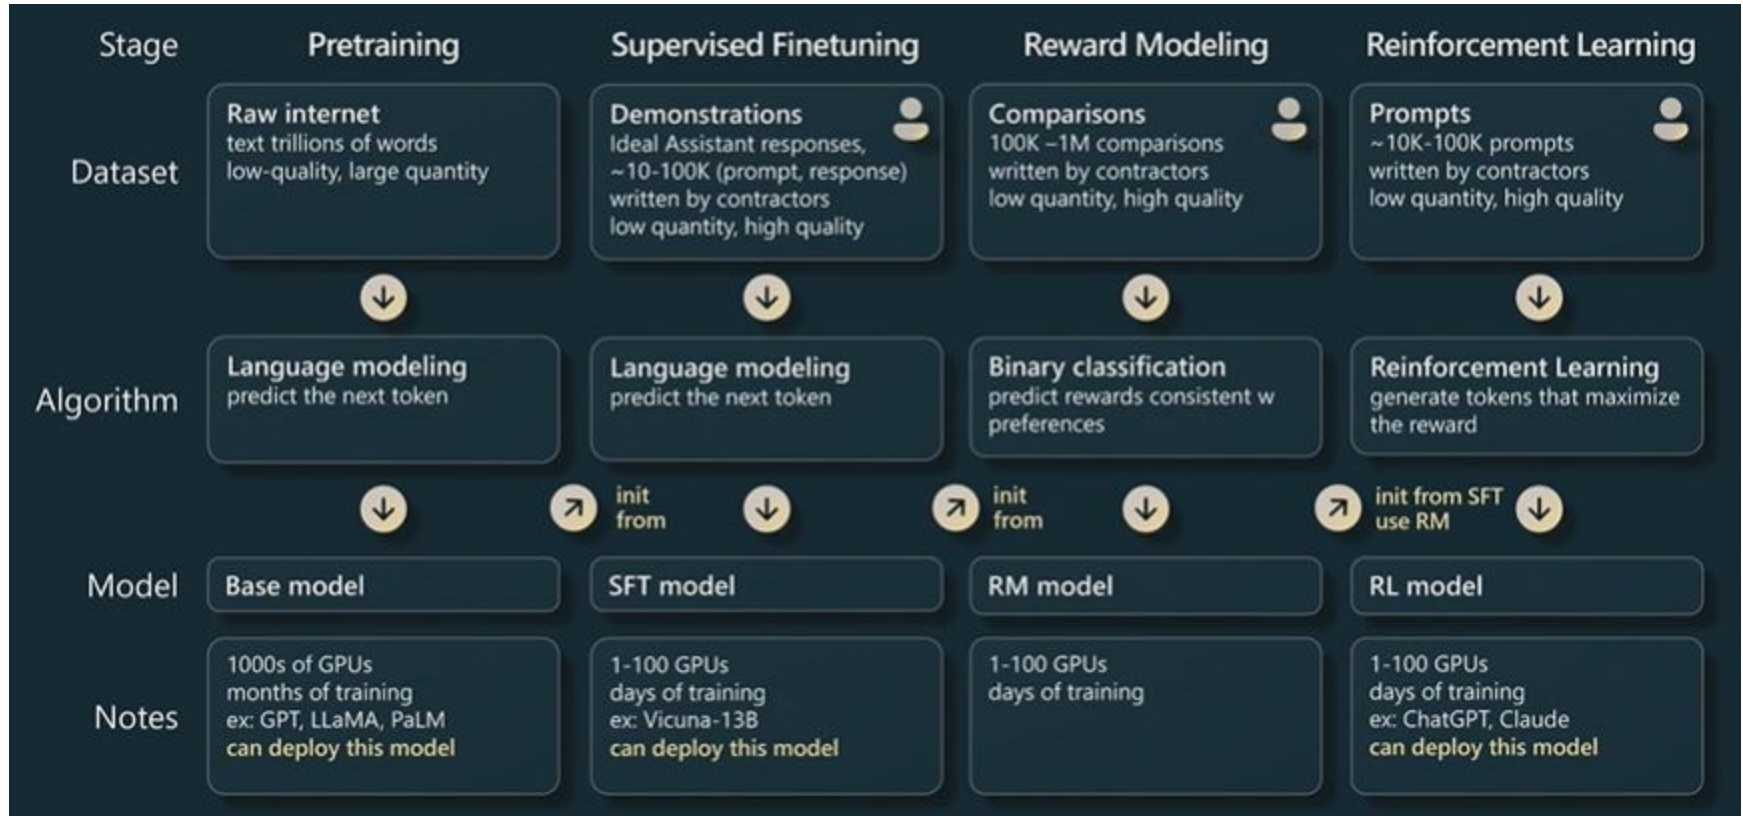 Stage
Pretraining
Supervised Finetuning
Reward Modeling
Reinforcement Learning
Dataset
Raw internet
text trillions of words
low-quality, large quantity
Demonstrations
Ideal Assistant responses,
~10-100K (prompt, response)
written by contractors
low quantity, high quality
Comparisons
100K –1M comparisons
written by contractors
low quantity, high quality
Prompts
~10K-100K prompts
written by contractors
low quantity, high quality
Algorithm
Language modeling
predict the next token
Language modeling
predict the next token
Binary classification
predict rewards consistent w
preferences
Reinforcement Learning
generate tokens that maximize
the reward
init
from
init
from
init from SFT
use RM
Model
Base model
SFT model
RM model
RL model
Notes
1000s of GPUs
months of training
ex: GPT, LLaMA, PaLM
can deploy this model
1-100 GPUs
days of training
ex: Vicuna-13B
can deploy this model
1-100 GPUs
days of training
1-100 GPUs
days of training
ex: ChatGPT, Claude
can deploy this model